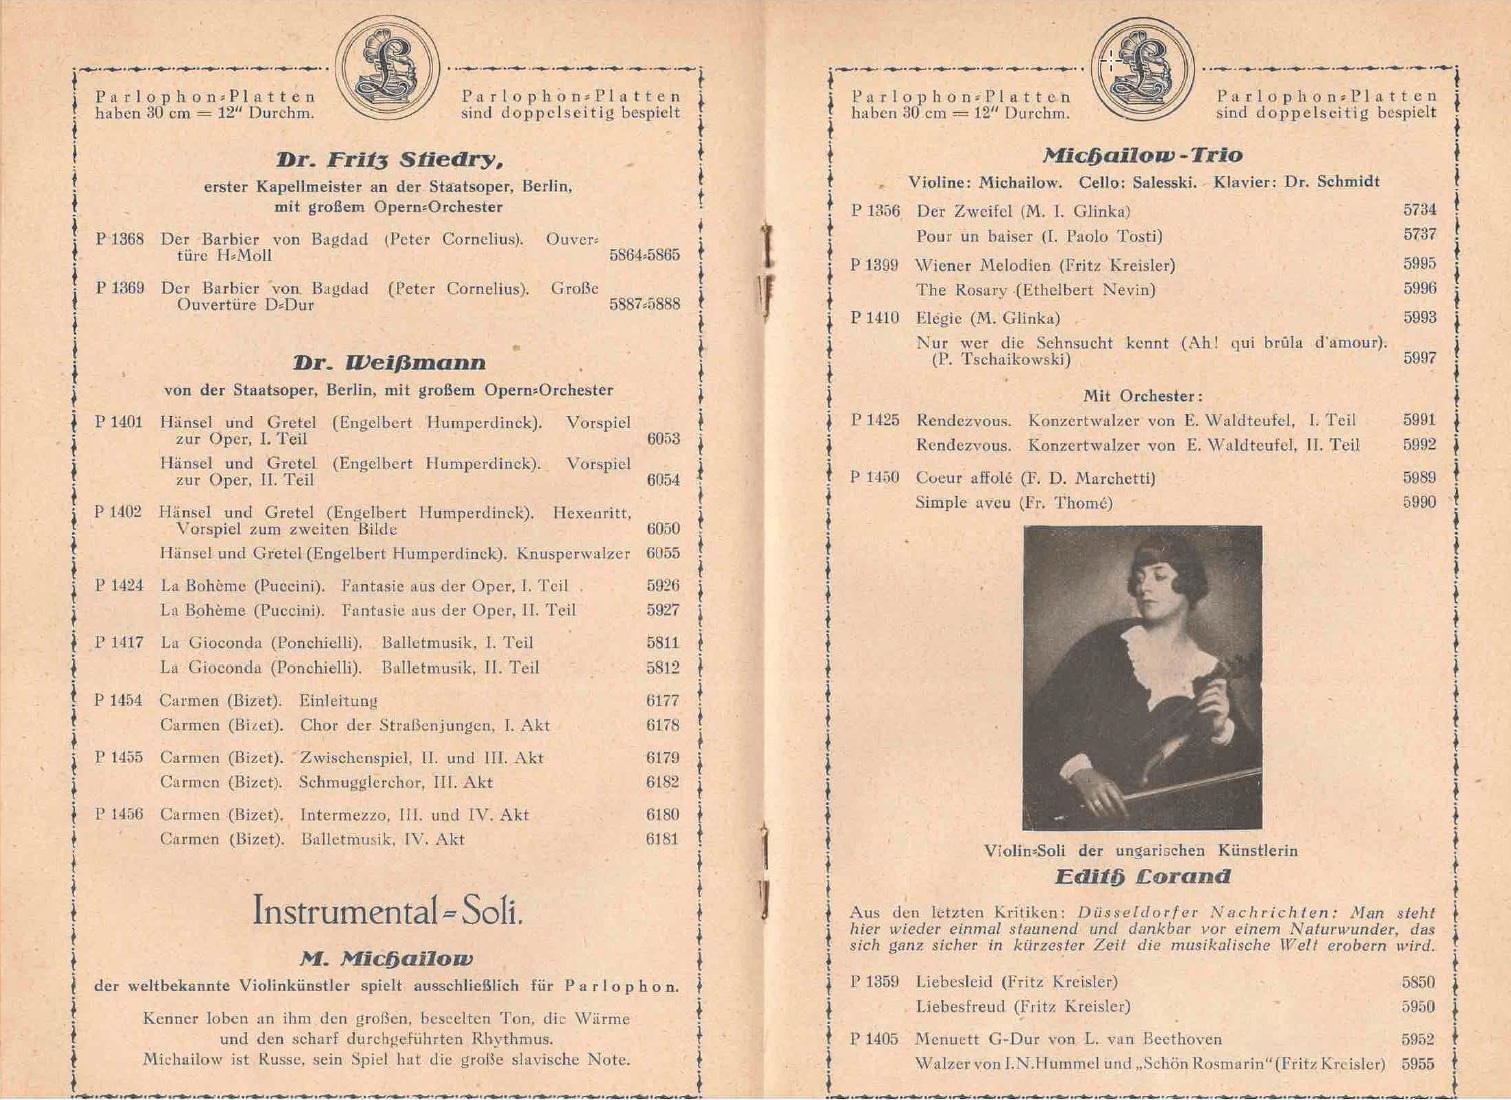 Parlophon=Platten
haben 30 cm = 12" Durchm.
Parlophon=Platten
sind doppelseitig bespielt
Dr. Fritz Stiedry,
erster Kapellmeister an der Staatsoper, Berlin,
mit großem Opern=Orchester
P 1368 Der Barbier von Bagdad (Peter Cornelius). Ouver=
türe H=Moll 5864=5865
P 1369 Der Barbier von Bagdad (Peter Cornelius). Große
Ouvertüre D=Dur 5887=5888
Dr. Weißmann
von der Staatsoper, Berlin, mit großem Opern=Orchester
P 1401 Hänsel und Gretel (Engelbert Humperdinck). Vorspiel
zur Oper, I. Teil 6053
Hänsel und Gretel (Engelbert Humperdinck). Vorspiel
zur Oper, II. Teil 6054
P 1402 Hänsel und Gretel (Engelbert Humperdinck). Hexenritt,
Vorspiel zum zweiten Bilde 6050
Hänsel und Gretel (Engelbert Humperdinck). Knusperwalzer 6055
P 1424 La Bohème (Puccini). Fantasie aus der Oper, I. Teil 5926
La Bohème (Puccini). Fantasie aus der Oper, II. Teil 5927
P 1417 La Gioconda (Ponchielli). Balletmusik, I. Teil 5811
La Gioconda (Ponchielli). Balletmusik, II. Teil 5812
P 1454 Carmen (Bizet). Einleitung 6177
Carmen (Bizet). Chor der Straßenjungen, I. Akt 6178
P 1455 Carmen (Bizet). Zwischenspiel, II. und III. Akt 6179
Carmen (Bizet). Schmugglerchor, III. Akt 6182
P 1456 Carmen (Bizet). Intermezzo, III. und IV. Akt 6180
Carmen (Bizet). Balletmusik, IV. Akt 6181
Instrumental=Soli.
M. Michailow
der weltbekannte Violinkünstler spielt ausschließlich für Parlophon.
Kenner loben an ihm den großen, beseelten Ton, die Wärme
und den scharf durchgeführten Rhythmus.
Michailow ist Russe, sein Spiel hat die große slavische Note.
Parlophon=Platten
haben 30 cm = 12" Durchm.
Parlophon=Platten
sind doppelseitig bespielt
Michailow-Trio
Violine: Michailow. Cello: Salesski. Klavier: Dr. Schmidt
P 1356 Der Zweifel (M. I. Glinka) 5734
Pour un baiser (I. Paolo Tosti) 5737
P 1399 Wiener Melodien (Fritz Kreisler) 5995
The Rosary (Ethelbert Nevin) 5996
P 1410 Elegie (M. Glinka) 5993
Nur wer die Sehnsucht kennt (Ah! qui brûla d'amour).
(P. Tschaikowski) 5997
Mit Orchester:
P 1425 Rendezvous. Konzertwalzer von E. Waldteufel, I. Teil 5991
Rendezvous. Konzertwalzer von E. Waldteufel, II. Teil 5992
P 1450 Coeur affolé (F. D. Marchetti) 5989
Simple aveu (Fr. Thomé) 5990
Violin=Soli der ungarischen Künstlerin
Edith Lorand
Aus den letzten Kritiken: Düsseldorfer Nachrichten: Man steht
hier wieder einmal staunend und dankbar vor einem Naturwunder, das
sich ganz sicher in kürzester Zeit die musikalische Welt erobern wird.
P 1359 Liebesleid (Fritz Kreisler) 5850
Liebesfreud (Fritz Kreisler) 5950
P 1405 Menuett G-Dur von L. van Beethoven 5952
Walzer von I.N.Hummel und „Schön Rosmarin" (Fritz Kreisler) 5955